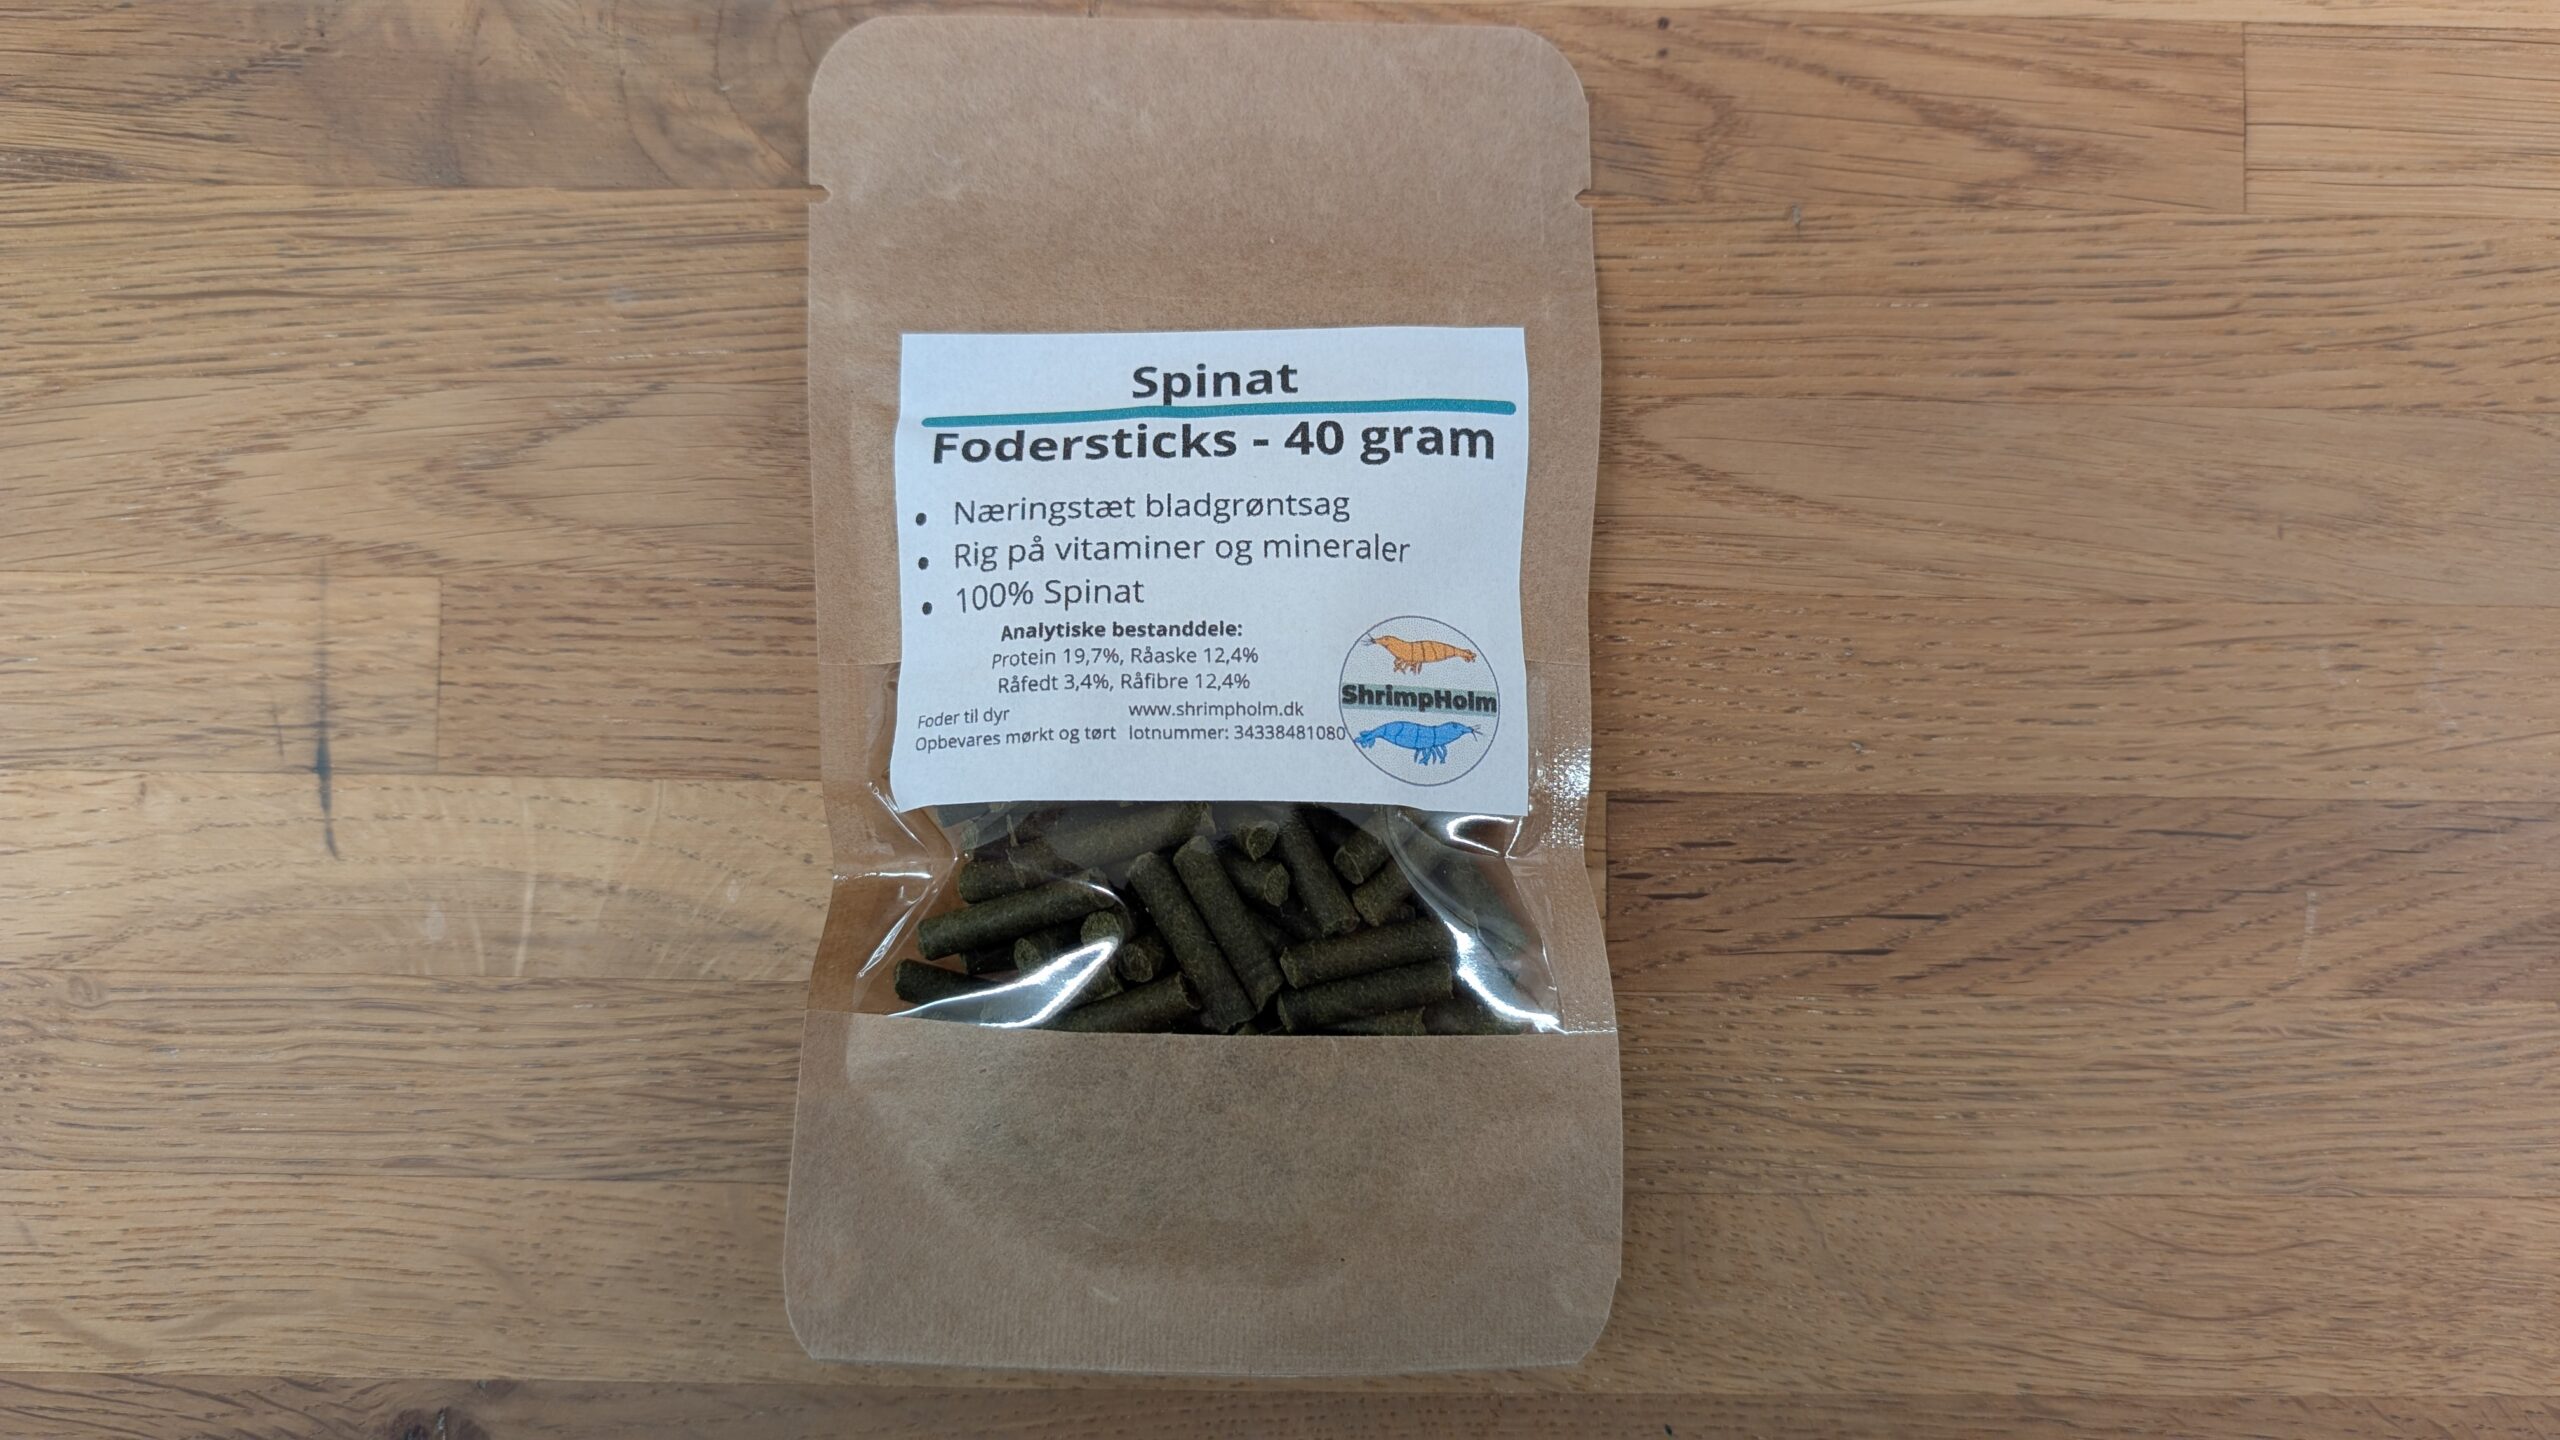 Spinat
Fodersticks - 40 gram
• Næringstæt bladgrøntsag
• Rig på vitaminer og mineraler
• 100% Spinat
Analytiske bestanddele:
Protein 19,7%, Råaske 12,4%
Råfedt 3,4%, Råfibre 12,4%
Foder til dyr www.shrimpholm.dk
Opbevares mørkt og tørt lotnummer: 34338481080
ShrimpHolm